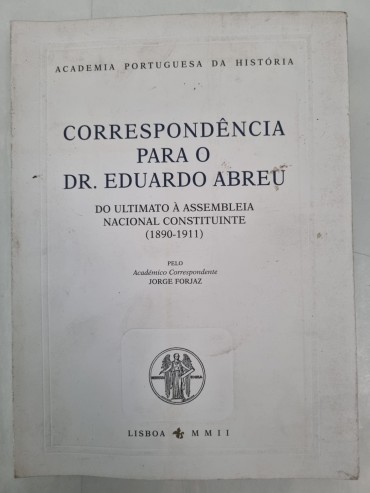 ACADEMIA PORTUGUESA DA HISTÓRIA
CORRESPONDÊNCIA
PARA O
DR. EDUARDO ABREU
DO ULTIMATO À ASSEMBLEIA
NACIONAL CONSTITUINTE
(1890-1911)
PELO
Académico Correspondente
JORGE FORJAZ
LISBOA MMII